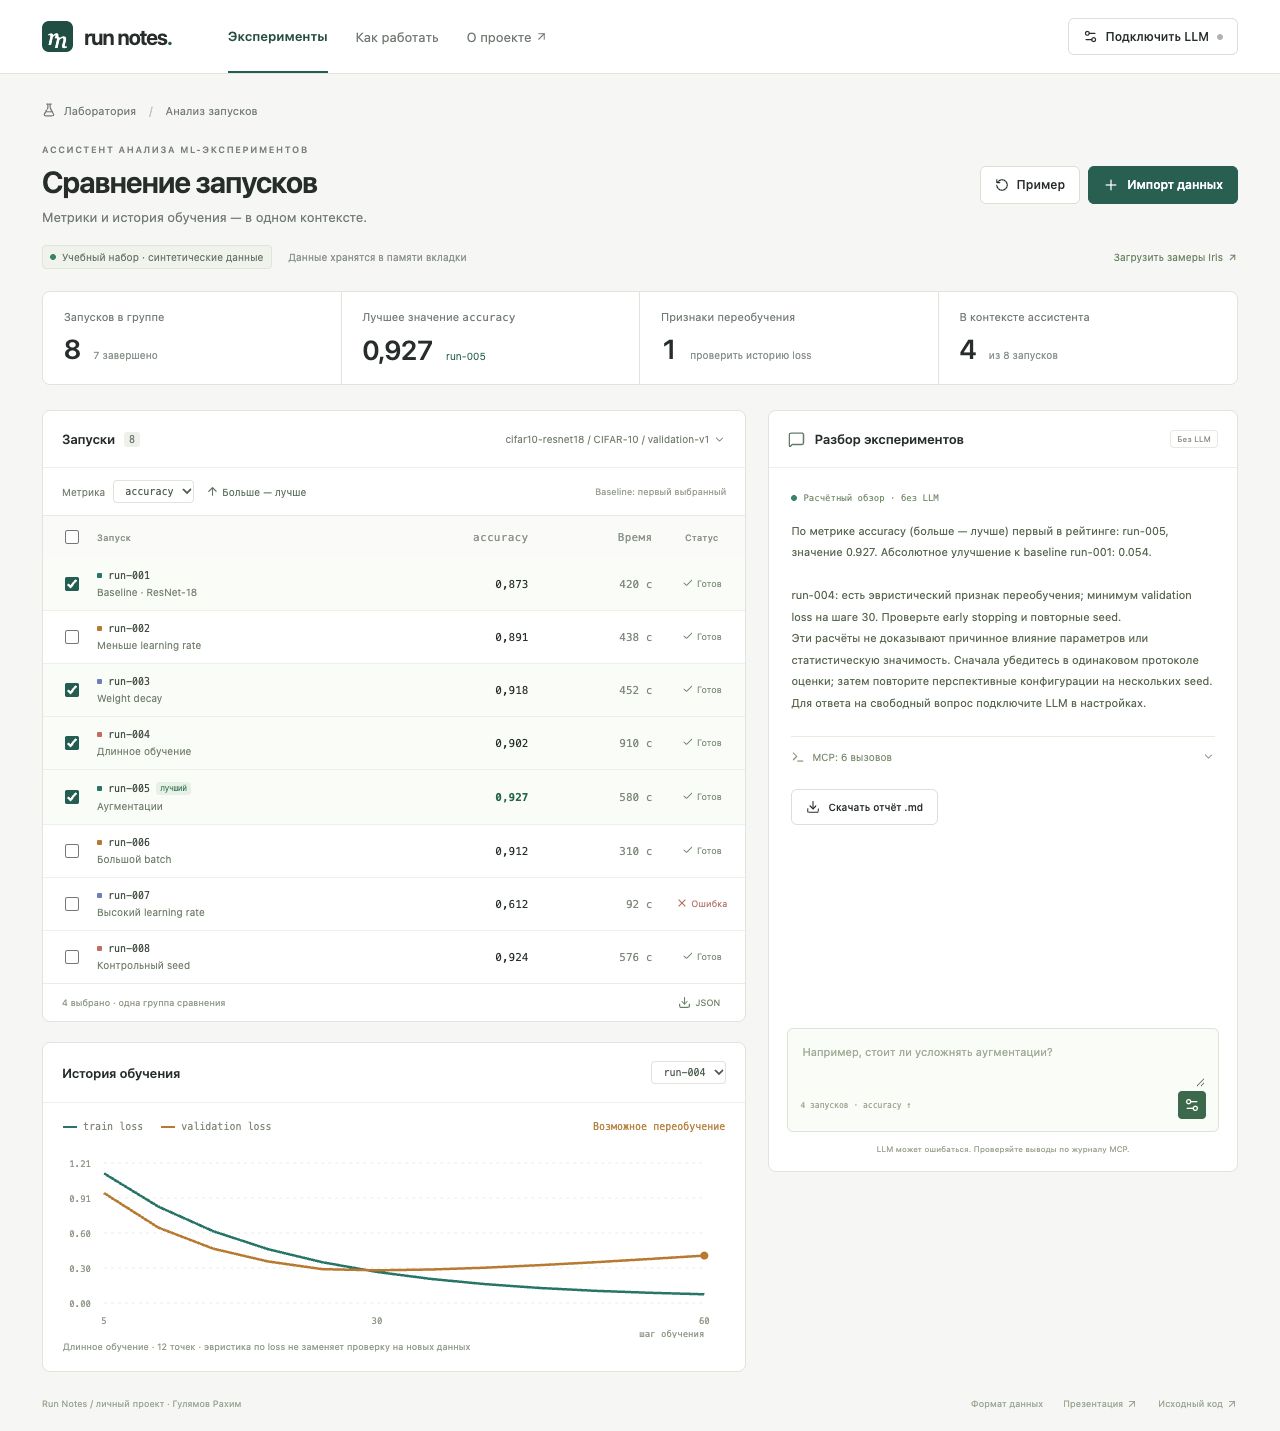 m run notes.
Эксперименты
Как работать
О проекте ↗
Подключить LLM
Лаборатория / Анализ запусков
АССИСТЕНТ АНАЛИЗА ML-ЭКСПЕРИМЕНТОВ
Сравнение запусков
Метрики и история обучения — в одном контексте.
Пример
+ Импорт данных
Учебный набор · синтетические данные
Данные хранятся в памяти вкладки
Загрузить замеры Iris ↗
Запусков в группе
8 7 завершено
Лучшее значение accuracy
0,927 run-005
Признаки переобучения
1 проверить историю loss
В контексте ассистента
4 из 8 запусков
Запуски 8
cifar10-resnet18 / CIFAR-10 / validation-v1
Метрика accuracy ↑ Больше — лучше
Baseline: первый выбранный
Запуск accuracy Время Статус
run-001
Baseline · ResNet-18
0,873 420 с Готов
run-002
Меньше learning rate
0,891 438 с Готов
run-003
Weight decay
0,918 452 с Готов
run-004
Длинное обучение
0,902 910 с Готов
run-005 лучший
Аугментации
0,927 580 с Готов
run-006
Большой batch
0,912 310 с Готов
run-007
Высокий learning rate
0,612 92 с Ошибка
run-008
Контрольный seed
0,924 576 с Готов
4 выбрано · одна группа сравнения
JSON
История обучения
run-004
train loss validation loss
Возможное переобучение
1.21
0.91
0.60
0.30
0.00
5 30 60
шаг обучения
Длинное обучение · 12 точек · эвристика по loss не заменяет проверку на новых данных
Разбор экспериментов
Без LLM
Расчётный обзор · без LLM
По метрике accuracy (больше — лучше) первый в рейтинге: run-005,
значение 0.927. Абсолютное улучшение к baseline run-001: 0.054.
run-004: есть эвристический признак переобучения; минимум validation
loss на шаге 30. Проверьте early stopping и повторные seed.
Эти расчёты не доказывают причинное влияние параметров или
статистическую значимость. Сначала убедитесь в одинаковом протоколе
оценки; затем повторите перспективные конфигурации на нескольких seed.
Для ответа на свободный вопрос подключите LLM в настройках.
MCP: 6 вызовов
Скачать отчёт .md
Например, стоит ли усложнять аугментации?
4 запусков · accuracy ↑
LLM может ошибаться. Проверяйте выводы по журналу MCP.
Run Notes / личный проект · Гулямов Рахим
Формат данных
Презентация ↗
Исходный код ↗